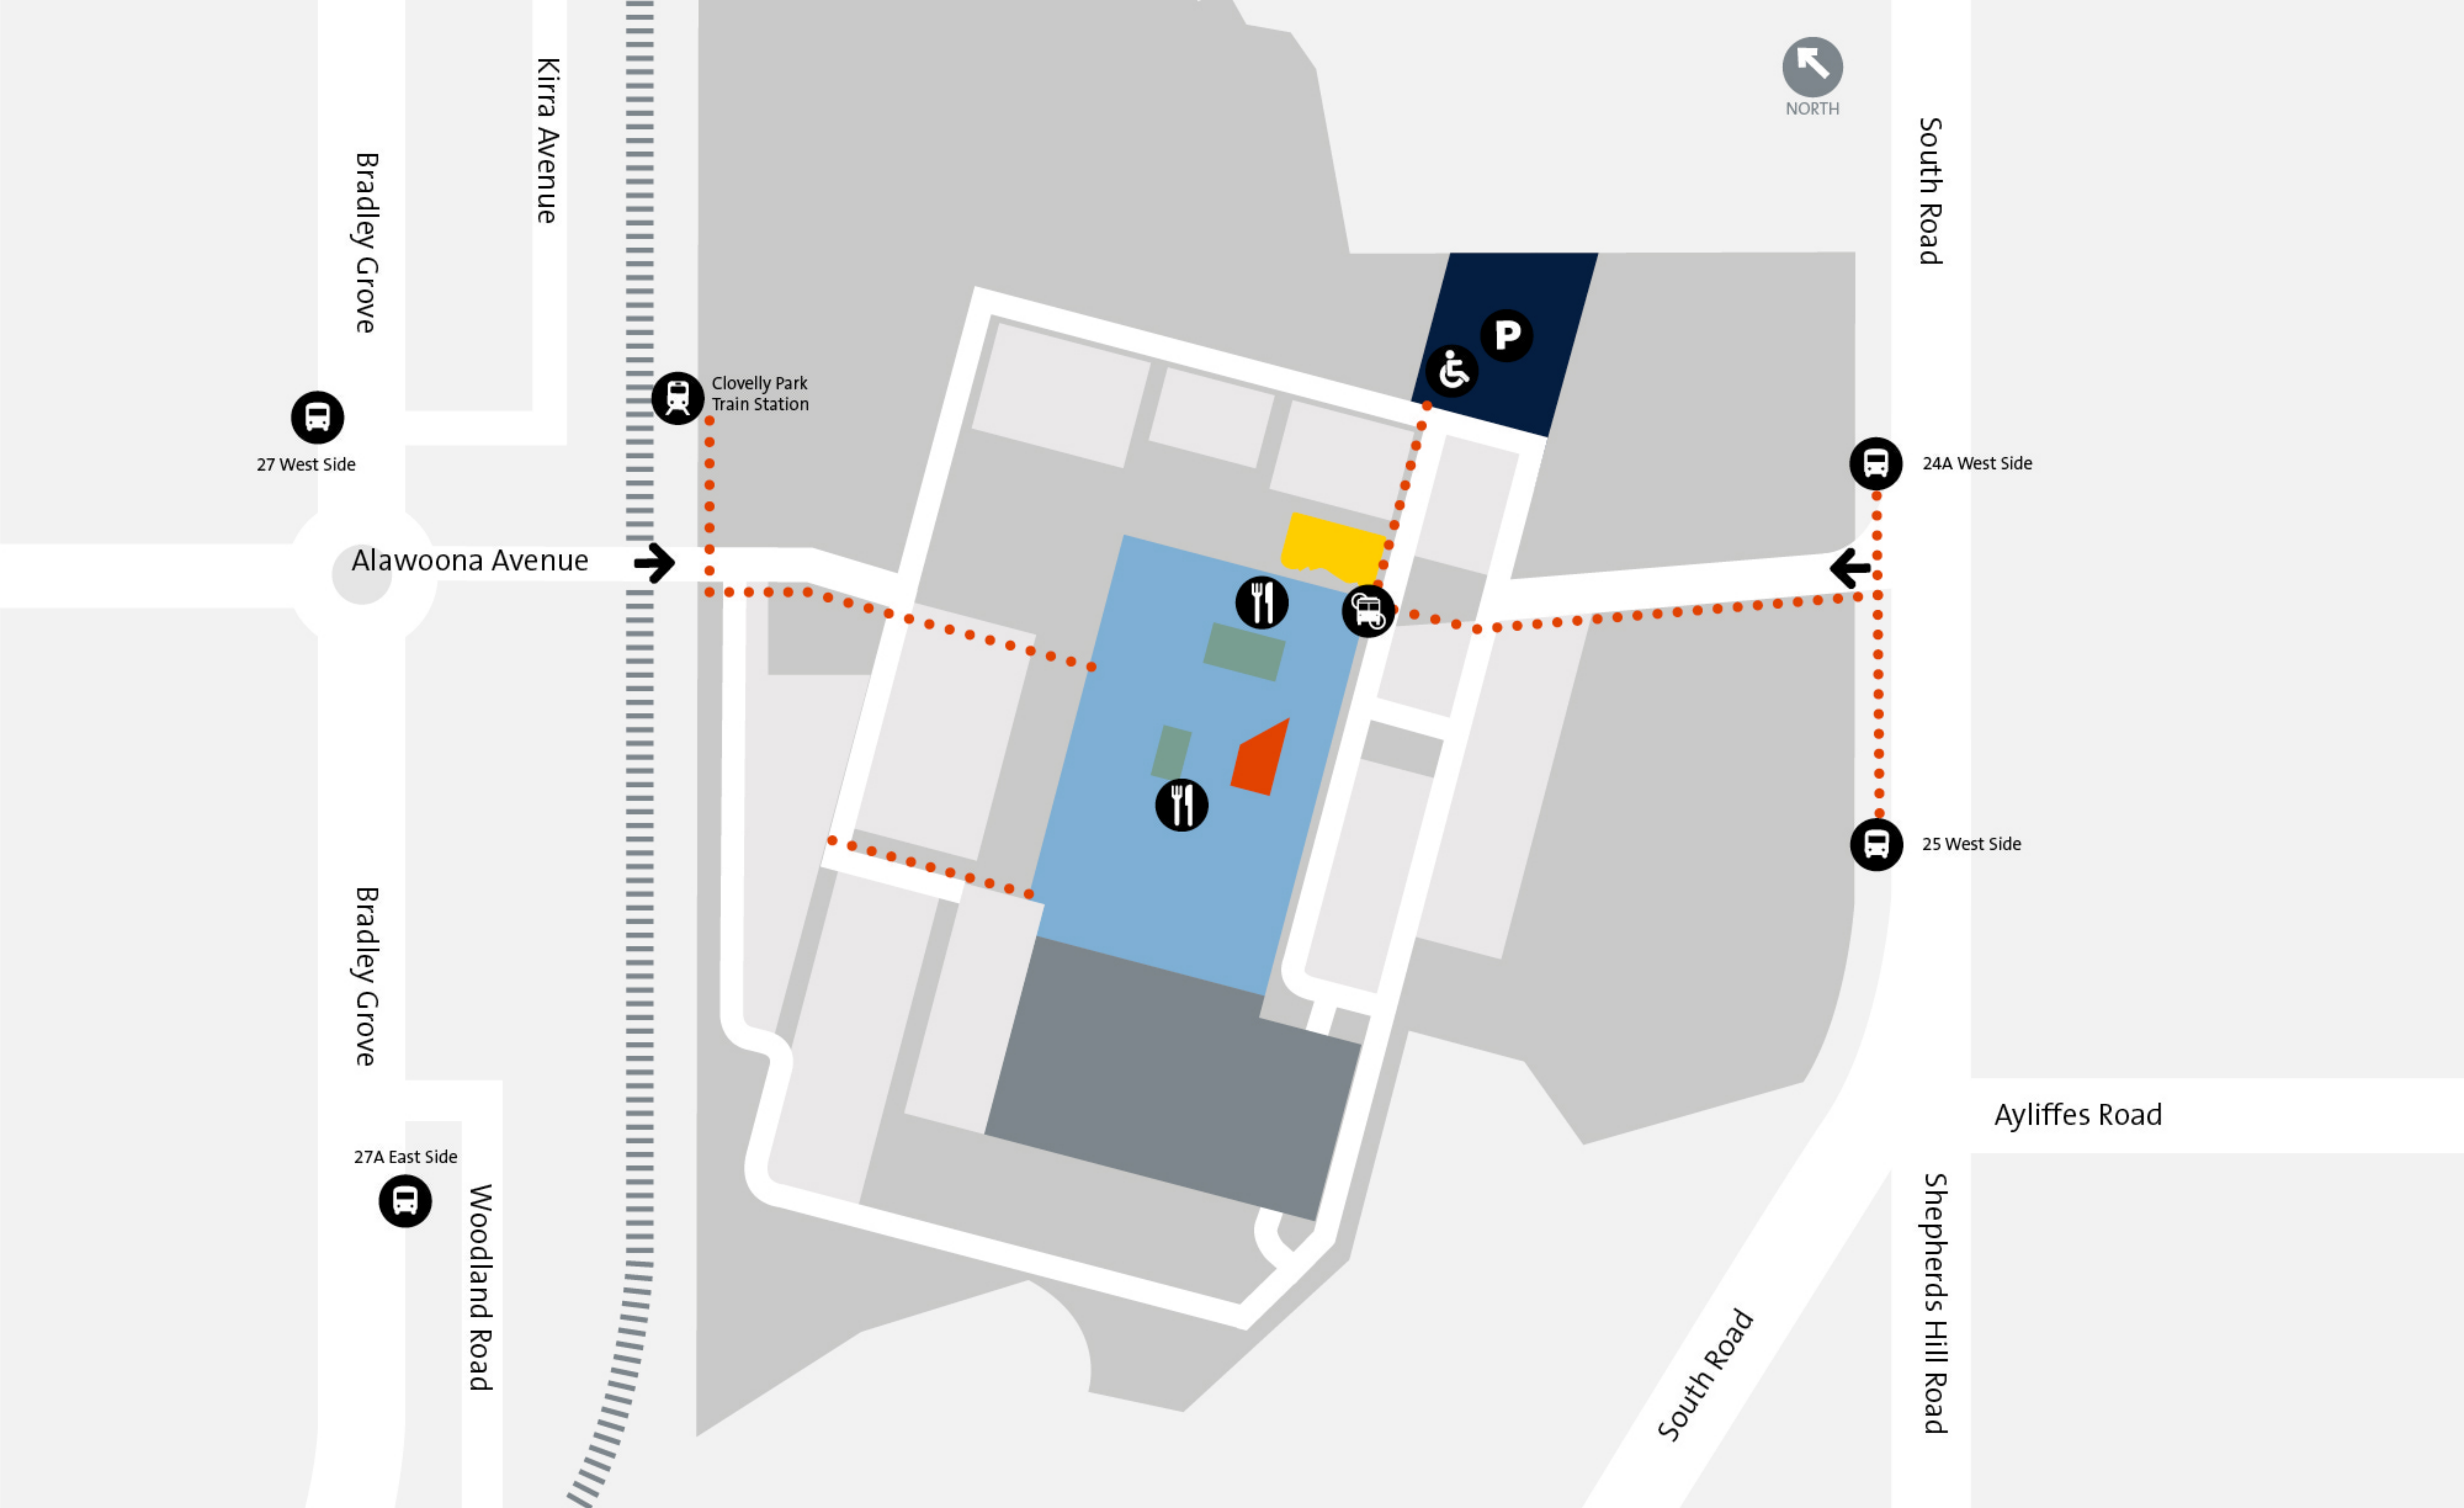 NORTH
Kirra Avenue
Bradley Grove
South Road
Clovelly Park
Train Station
P
27 West Side
24A West Side
Alawoona Avenue
25 West Side
Bradley Grove
Ayliffes Road
27A East Side
Woodland Road
Shepherds Hill Road
South Road